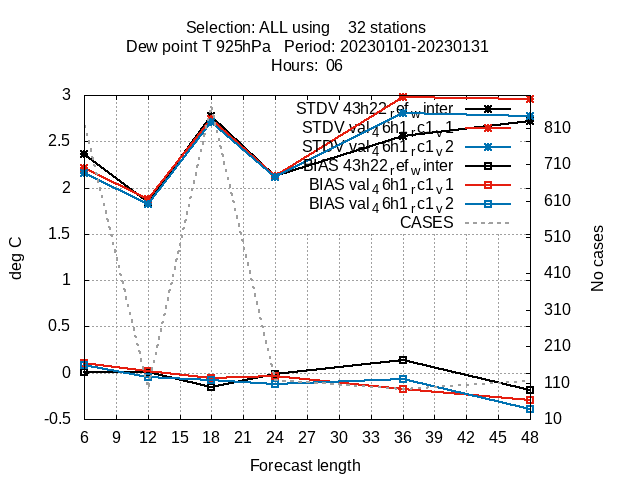 Selection: ALL using 32 stations
Dew point T 925hPa Period: 20230101-20230131
Hours: 06
3
2.5
2
1.5
1
0.5
0
-0.5
deg C
STDV 43h22_ref_winter
STDV val_46h1_rc1_v1
STDV val_46h1_rc1_v2
BIAS 43h22_ref_winter
BIAS val_46h1_rc1_v1
BIAS val_46h1_rc1_v2
CASES
810
710
610
510
410
310
210
110
10
No cases
6 9 12 15 18 21 24 27 30 33 36 39 42 45 48
Forecast length